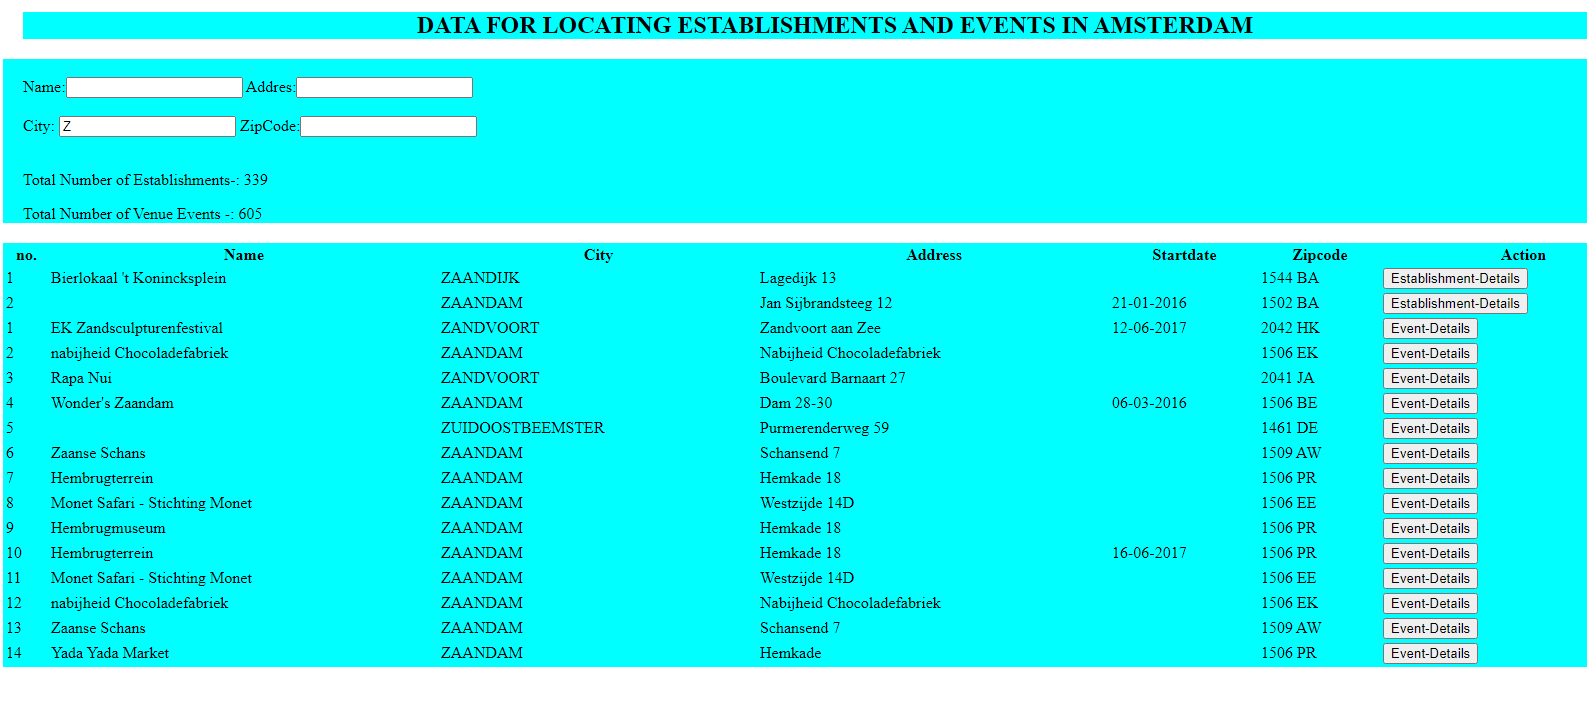 DATA FOR LOCATING ESTABLISHMENTS AND EVENTS IN AMSTERDAM
Name: Addres:
City: Z ZipCode:
Total Number of Establishments-: 339
Total Number of Venue Events -: 605
no. Name City Address Startdate Zipcode Action
1 Bierlokaal 't Konincksplein ZAANDIJK Lagedijk 13 1544 BA Establishment-Details
2 ZAANDAM Jan Sijbrandsteeg 12 21-01-2016 1502 BA Establishment-Details
1 EK Zandsculpturenfestival ZANDVOORT Zandvoort aan Zee 12-06-2017 2042 HK Event-Details
2 nabijheid Chocoladefabriek ZAANDAM Nabijheid Chocoladefabriek 1506 EK Event-Details
3 Rapa Nui ZANDVOORT Boulevard Barnaart 27 2041 JA Event-Details
4 Wonder's Zaandam ZAANDAM Dam 28-30 06-03-2016 1506 BE Event-Details
5 ZUIDOOSTBEEMSTER Purmerenderweg 59 1461 DE Event-Details
6 Zaanse Schans ZAANDAM Schansend 7 1509 AW Event-Details
7 Hembrugterrein ZAANDAM Hemkade 18 1506 PR Event-Details
8 Monet Safari - Stichting Monet ZAANDAM Westzijde 14D 1506 EE Event-Details
9 Hembrugmuseum ZAANDAM Hemkade 18 1506 PR Event-Details
10 Hembrugterrein ZAANDAM Hemkade 18 16-06-2017 1506 PR Event-Details
11 Monet Safari - Stichting Monet ZAANDAM Westzijde 14D 1506 EE Event-Details
12 nabijheid Chocoladefabriek ZAANDAM Nabijheid Chocoladefabriek 1506 EK Event-Details
13 Zaanse Schans ZAANDAM Schansend 7 1509 AW Event-Details
14 Yada Yada Market ZAANDAM Hemkade 1506 PR Event-Details